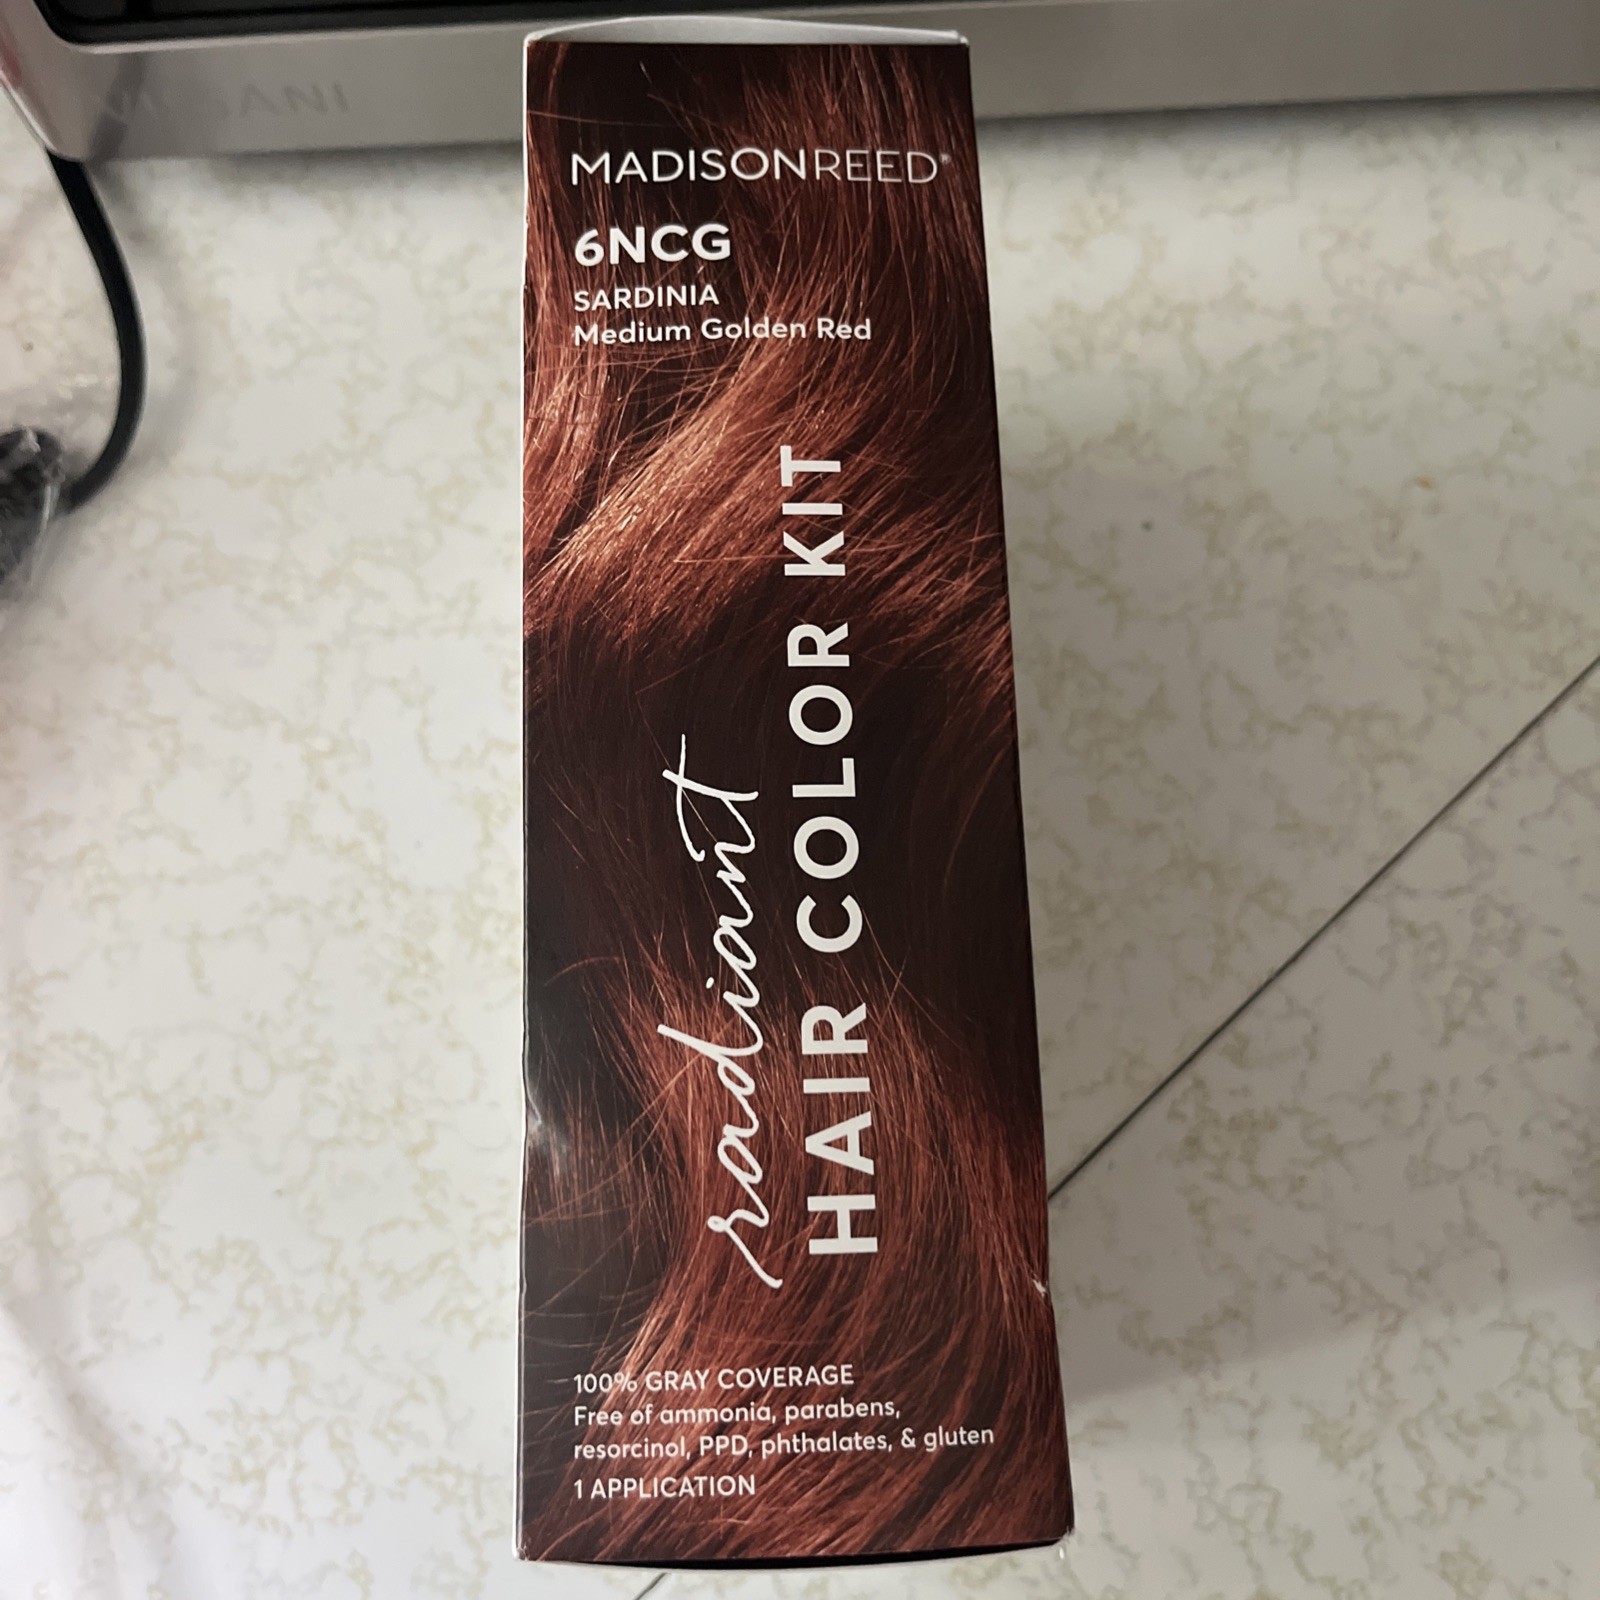 MADISONREED®
6NCG
SARDINIA
Medium Golden Red
radiant
HAIR COLOR KIT
100% GRAY COVERAGE
Free of ammonia, parabens,
resorcinol, PPD, phthalates, & gluten
1 APPLICATION